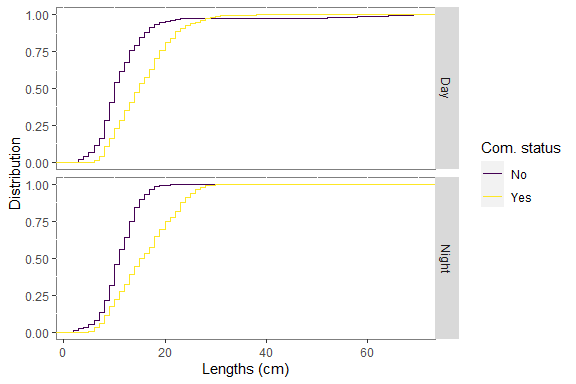 1.00
0.75
0.50
0.25
0.00
Day
1.00
0.75
0.50
0.25
0.00
Night
Distribution
0 20 40 60
Lengths (cm)
Com. status
No
Yes